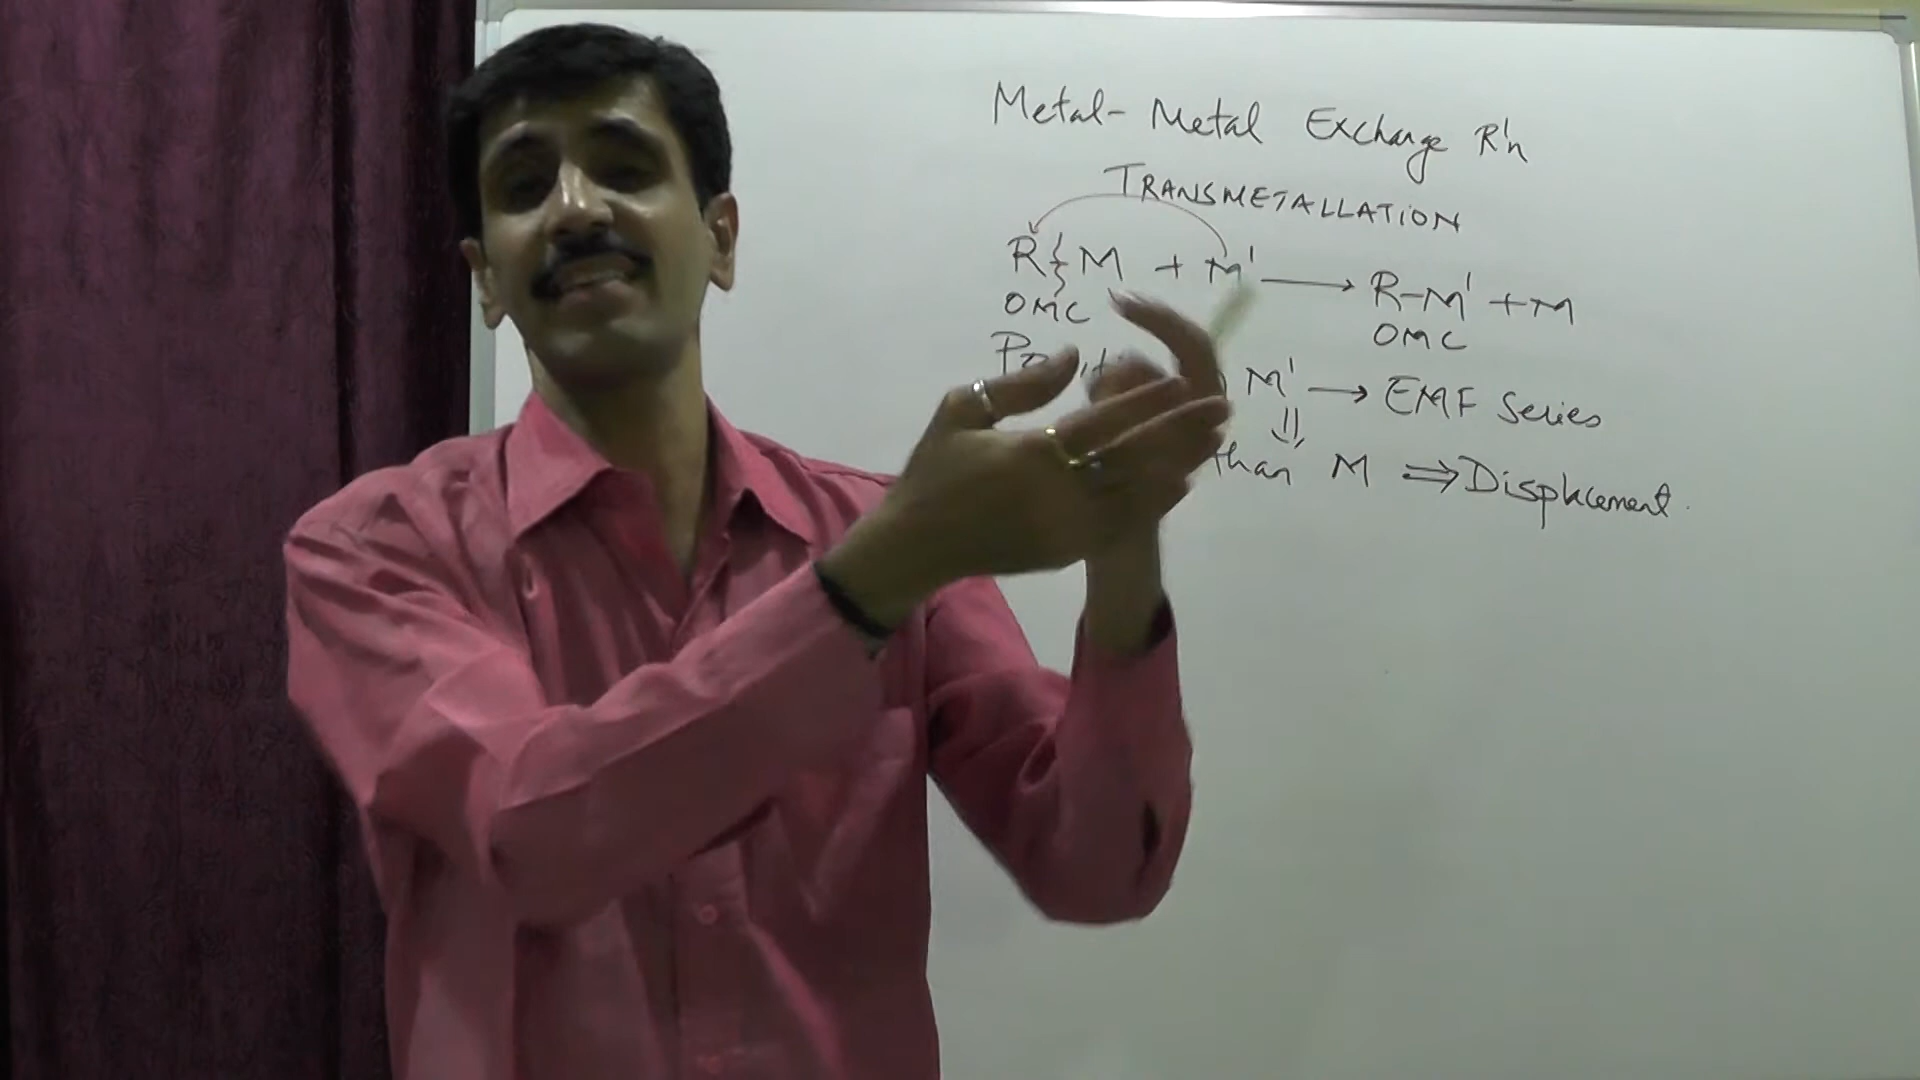 Metal-Metal Exchange R'n
TRANSMETALLATION
R-M + M' → R-M' + M
OMC OMC
M' → EMF Series
than M ⇒ Displacement.